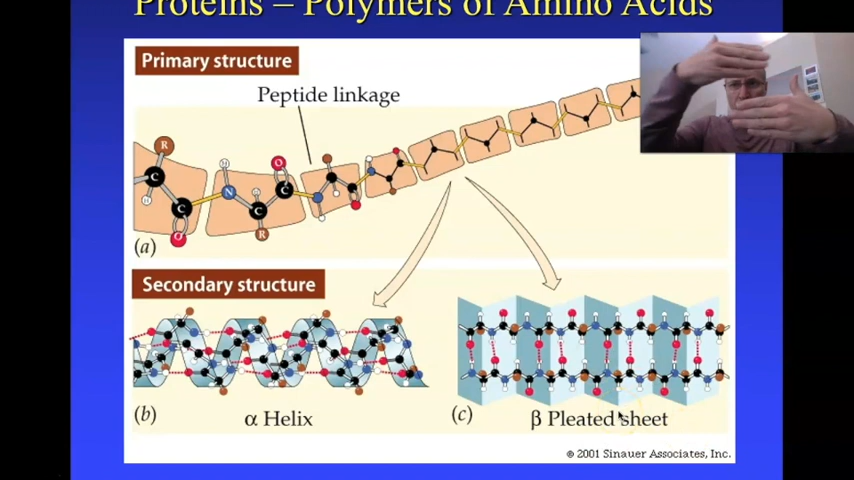 Proteins – Polymers of Amino Acids
Primary structure
Peptide linkage
R
H
O
C
C
N
C
C
N
H
H
O
R
(a)
Secondary structure
(b)
α Helix
(c)
β Pleated sheet
© 2001 Sinauer Associates, Inc.